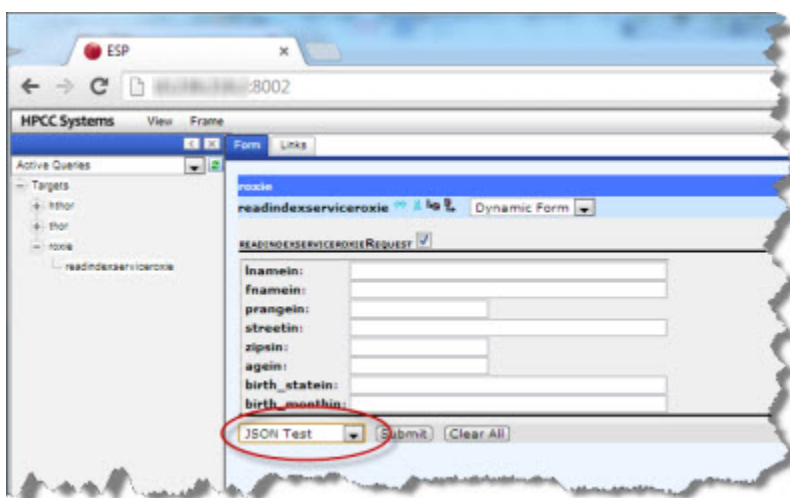 ESP
:8002
HPCC Systems View Frame
Form Links
Active Queries
Targets
hthor
thor
roxie
readindexserviceroxie
roxie
readindexserviceroxie Dynamic Form
READINDEXSERVICEROXIEREQUEST
lnamein:
fnamein:
prangein:
streetin:
zipsin:
agein:
birth_statein:
birth_monthin:
JSON Test Submit Clear All